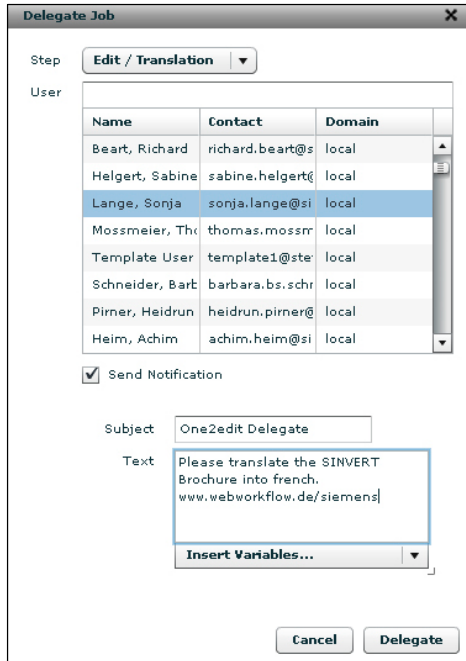 Delegate Job
Step Edit / Translation
User
Name Contact Domain
Beart, Richard richard.beart@s local
Helgert, Sabine sabine.helgert@ local
Lange, Sonja sonja.lange@si local
Mossmeier, Tho thomas.mossm local
Template User template1@ste local
Schneider, Barb barbara.bs.schn local
Pirner, Heidrun heidrun.pirner@ local
Heim, Achim achim.heim@si local
Send Notification
Subject One2edit Delegate
Text Please translate the SINVERT
Brochure into french.
www.webworkflow.de/siemens
Insert Variables...
Cancel Delegate